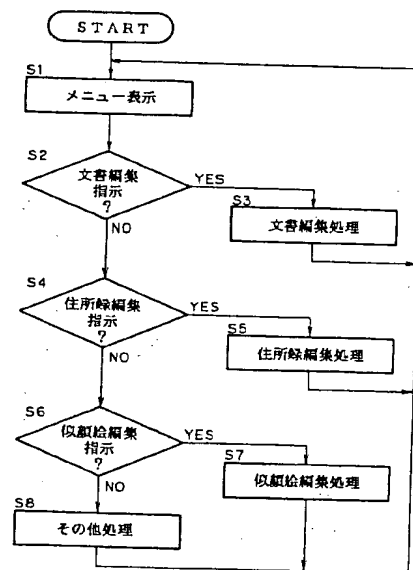 START
S1
メニュー表示
S2
文書編集
指示
?
YES
NO
S3
文書編集処理
S4
住所録編集
指示
?
YES
NO
S5
住所録編集処理
S6
似顔絵編集
指示
?
YES
NO
S7
似顔絵編集処理
S8
その他処理